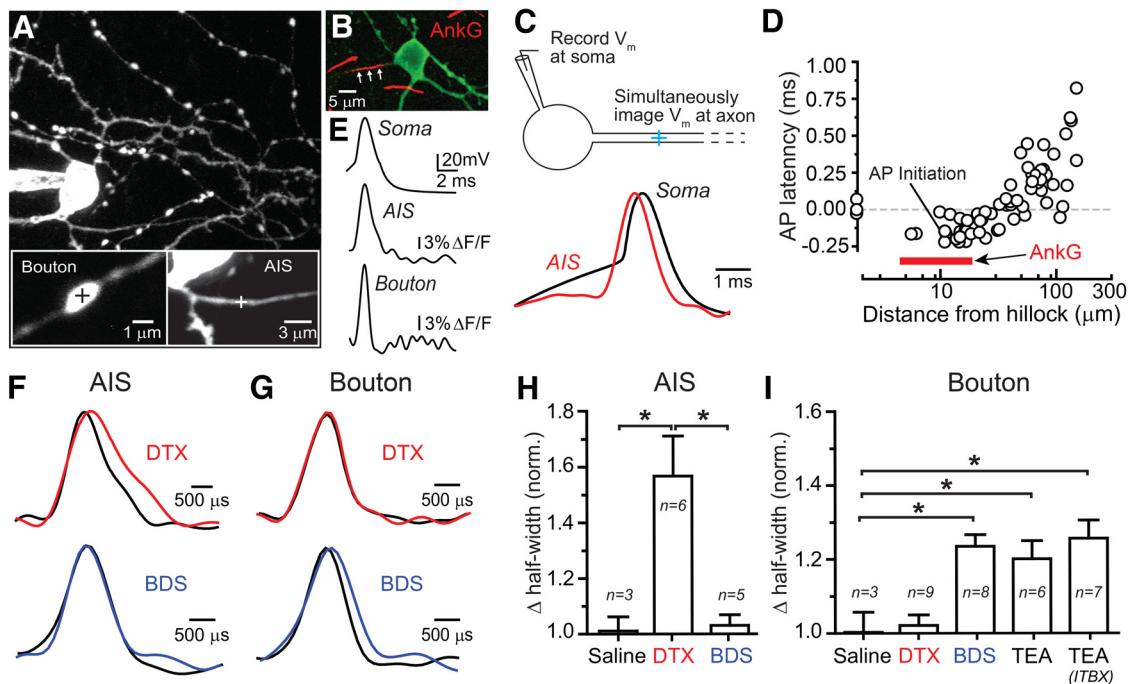 A
Bouton
1 μm
AIS
3 μm
B
AnkG
5 μm
E
Soma
20mV
2 ms
AIS
3% ΔF/F
Bouton
3% ΔF/F
C
Record Vm
at soma
Simultaneously
image Vm at axon
Soma
AIS
1 ms
D
AP latenncy (ms)
1.00
0.75
0.50
0.25
0.00
-0.25
AP Initiation
AnkG
10
100
300
Distance from hillock (μm)
F
AIS
DTX
500 μs
BDS
500 μs
G
Bouton
DTX
500 μs
BDS
500 μs
H
AIS
Δ half-width (norm.)
1.8
1.6
1.4
1.2
1.0
* *
n=3
n=6
n=5
Saline DTX BDS
I
Bouton
Δ half-width (norm.)
1.6
1.4
1.2
1.0
*
*
*
n=3
n=9
n=8
n=6
n=7
Saline DTX BDS TEA TEA
(ITBX)